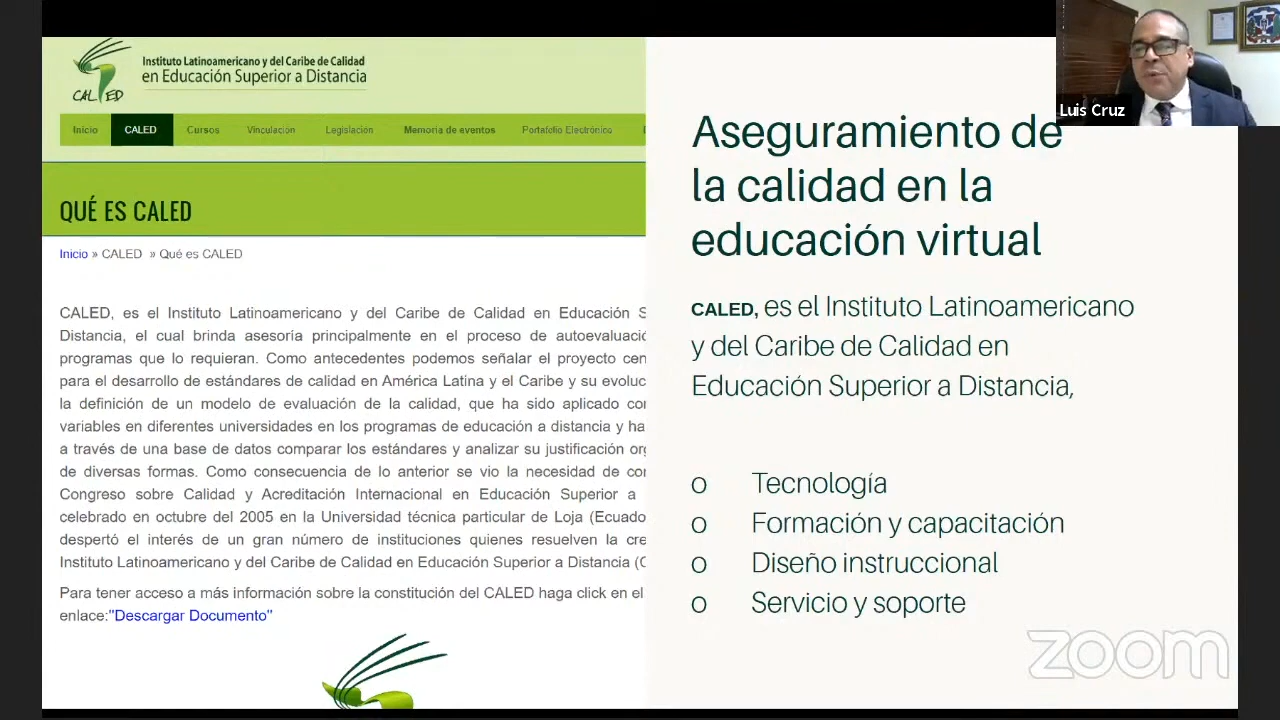 Instituto Latinoamericano y del Caribe de Calidad
en Educación Superior a Distancia
CALED
Inicio CALED Cursos Vinculación Legislación Memoria de eventos Portafolio Electrónico
QUÉ ES CALED
Inicio » CALED » Qué es CALED
CALED, es el Instituto Latinoamericano y del Caribe de Calidad en Educación S
Distancia, el cual brinda asesoría principalmente en el proceso de autoevaluació
programas que lo requieran. Como antecedentes podemos señalar el proyecto cen
para el desarrollo de estándares de calidad en América Latina y el Caribe y su evoluc
la definición de un modelo de evaluación de la calidad, que ha sido aplicado co
variables en diferentes universidades en los programas de educación a distancia y ha
a través de una base de datos comparar los estándares y analizar su justificación or
de diversas formas. Como consecuencia de lo anterior se vio la necesidad de co
Congreso sobre Calidad y Acreditación Internacional en Educación Superior a
celebrado en octubre del 2005 en la Universidad técnica particular de Loja (Ecuado
despertó el interés de un gran número de instituciones quienes resuelven la cre
Instituto Latinoamericano y del Caribe de Calidad en Educación Superior a Distancia (C
Para tener acceso a más información sobre la constitución del CALED haga click en el
enlace:"Descargar Documento"
Luis Cruz
Aseguramiento de
la calidad en la
educación virtual
CALED, es el Instituto Latinoamericano
y del Caribe de Calidad en
Educación Superior a Distancia,
o Tecnología
o Formación y capacitación
o Diseño instruccional
o Servicio y soporte
zoom